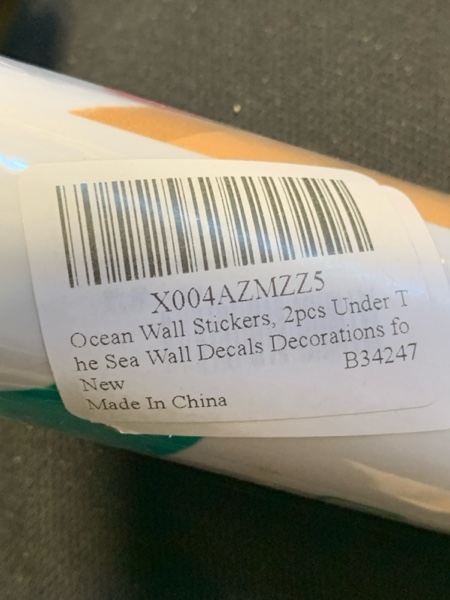 X004AZMZZ5
Ocean Wall Stickers, 2pcs Under T
he Sea Wall Decals Decorations fo
B34247
New
Made In China